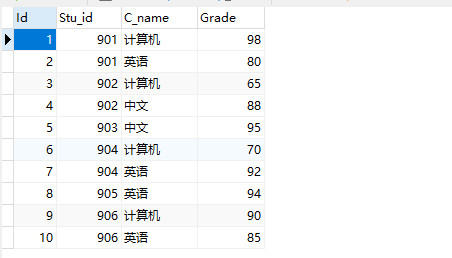 Id Stu_id C_name Grade
1 901 计算机 98
2 901 英语 80
3 902 计算机 65
4 902 中文 88
5 903 中文 95
6 904 计算机 70
7 904 英语 92
8 905 英语 94
9 906 计算机 90
10 906 英语 85